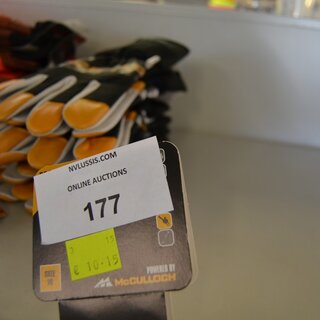 NVLUSSIS.COM
ONLINE AUCTIONS
177
€ 10.15
POWERED BY
McCULLOCH